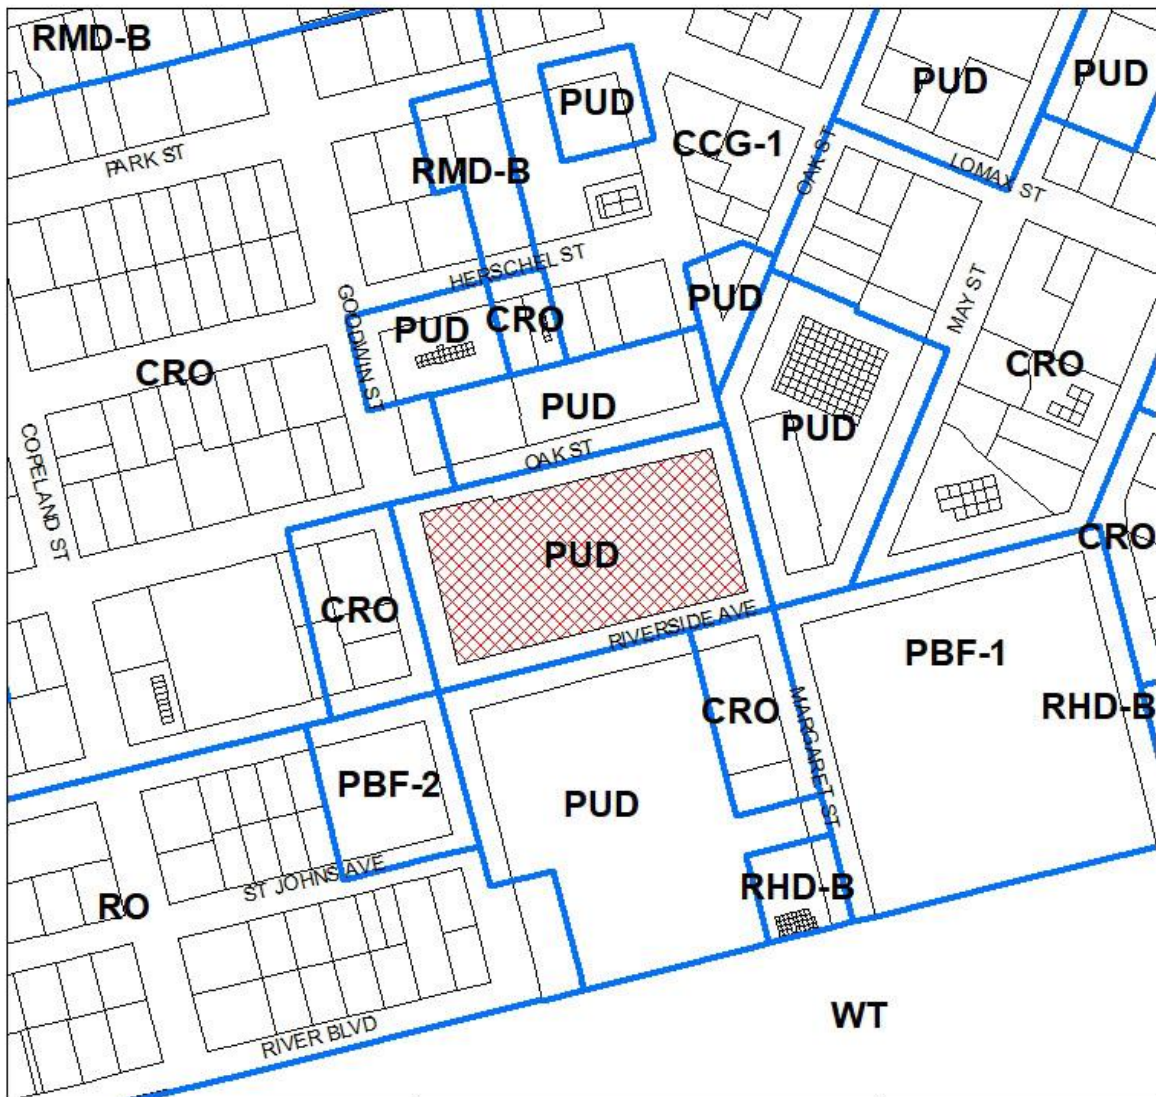 RMD-B
PUD
PUD
PUD
CCG-1
OAK ST
PARK ST
RMD-B
LOMAX ST
HERSCHEL ST
MAY ST
GOODWIN ST
PUD
CRO
PUD
CRO
CRO
PUD
PUD
COPELAND ST
OAK ST
CRO
PUD
CRO
RIVERSIDE AVE
PBF-1
CRO
MARGARET ST
RHD-B
PBF-2
PUD
ST JOHNS AVE
RHD-B
RO
WT
RIVER BLVD